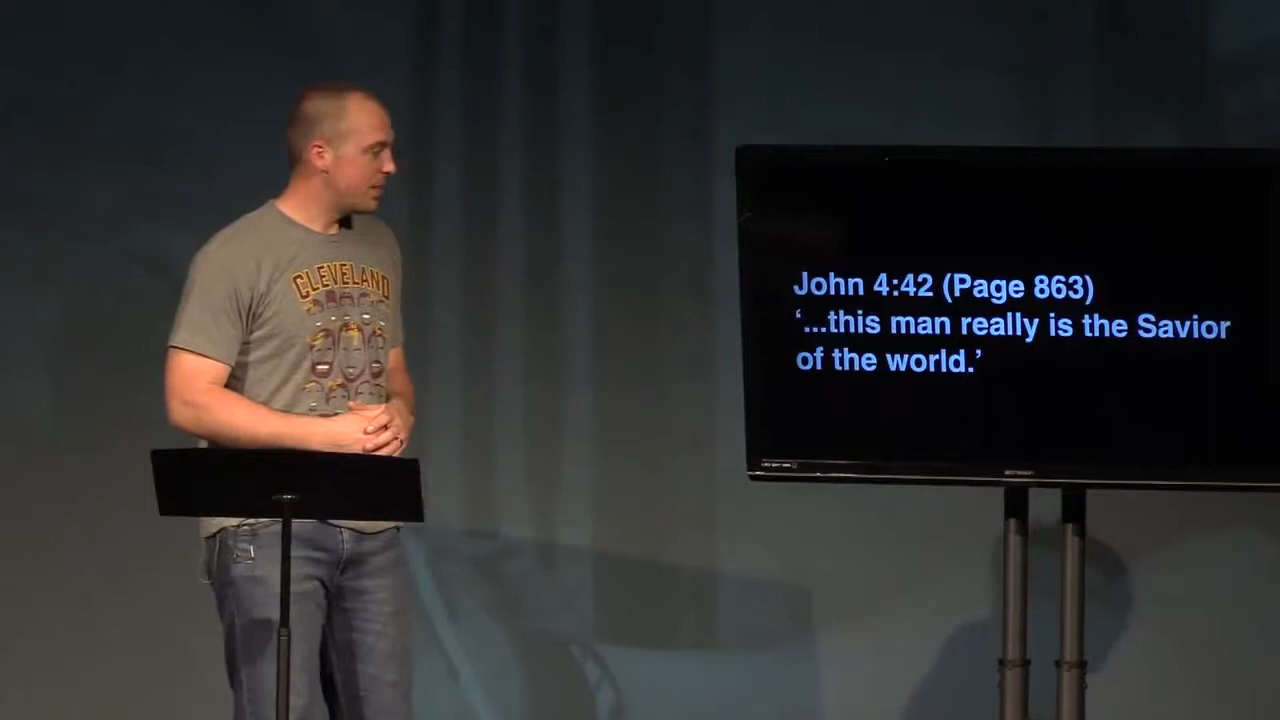 CLEVELAND
John 4:42 (Page 863)
‘...this man really is the Savior
of the world.’